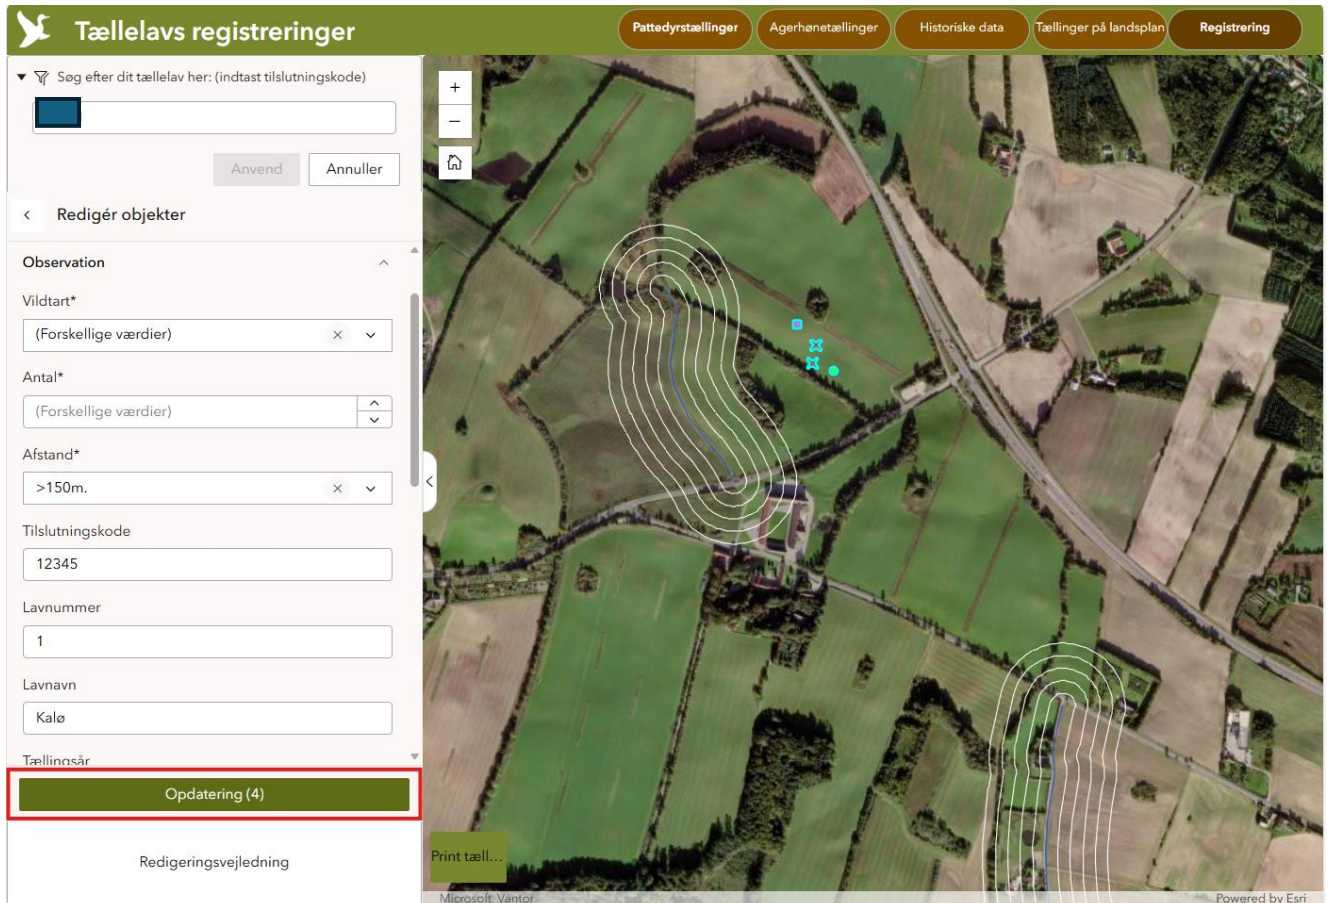 Tællelavs registreringer
Pattedyrstællinger
Agerhønetællinger
Historiske data
Tællinger på landsplan
Registrering
Søg efter dit tællelav her: (indtast tilslutningskode)
Anvend
Annuller
Redigér objekter
Observation
Vildtart*
(Forskellige værdier)
Antal*
(Forskellige værdier)
Afstand*
>150m.
Tilslutningskode
12345
Lavnummer
1
Lavnavn
Kalø
Tællingsår
Opdatering (4)
Redigeringsvejledning
+
−
Print tæll...
Microsoft, Vantor
Powered by Esri